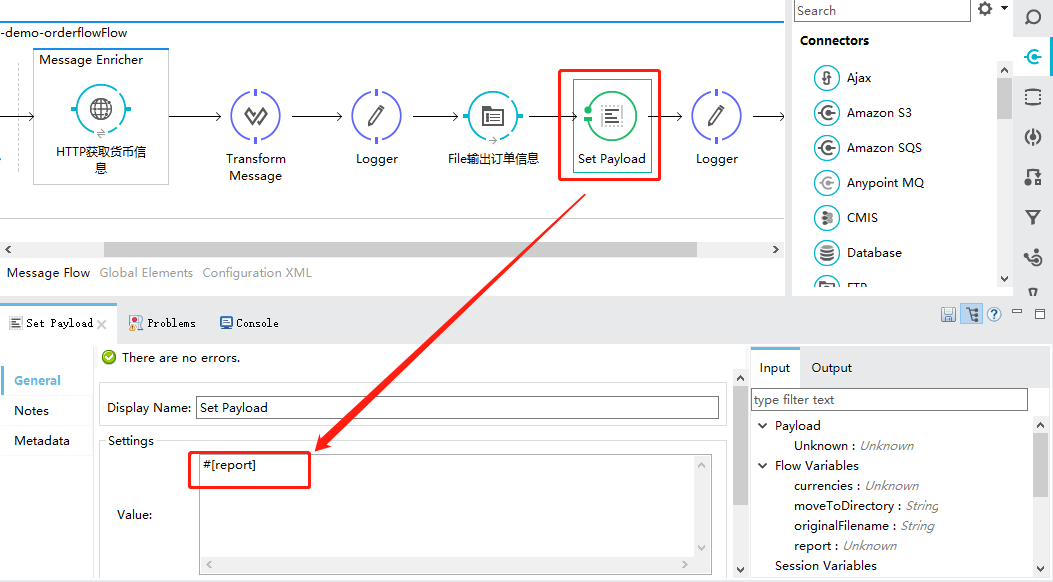 -demo-orderflowFlow
Message Enricher
HTTP获取货币信
息
Transform
Message
Logger
File输出订单信息
Set Payload
Logger
Message Flow
Global Elements
Configuration XML
Search
Connectors
Ajax
Amazon S3
Amazon SQS
Anypoint MQ
CMIS
Database
FTP
Set Payload
Problems
Console
There are no errors.
General
Notes
Metadata
Display Name:
Set Payload
Settings
#[report]
Value:
Input
Output
type filter text
Payload
Unknown : Unknown
Flow Variables
currencies : Unknown
moveToDirectory : String
originalFilename : String
report : Unknown
Session Variables